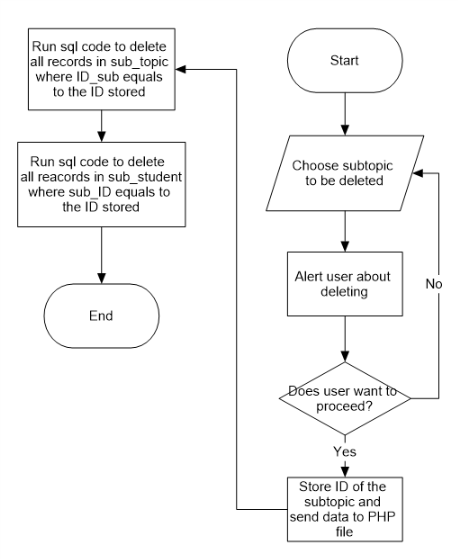 Start
Choose subtopic
to be deleted
Alert user about
deleting
Does user want to
proceed?
No
Yes
Store ID of the
subtopic and
send data to PHP
file
Run sql code to delete
all records in sub_topic
where ID_sub equals
to the ID stored
Run sql code to delete
all reacords in sub_student
where sub_ID equals to
the ID stored
End